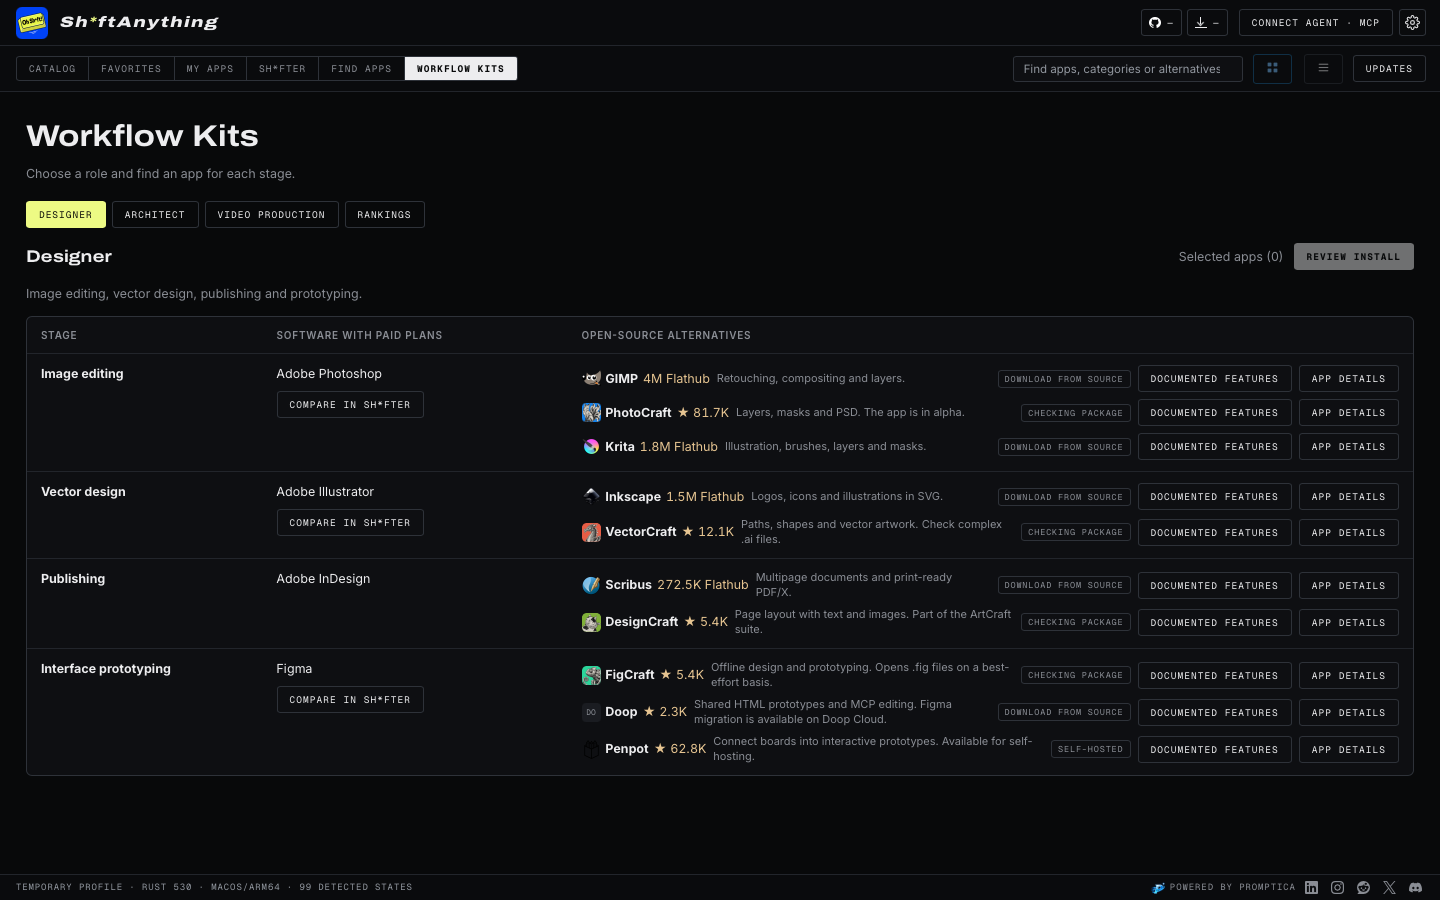 Oh Sh*ft!
Sh*ftAnything
–
–
CONNECT AGENT · MCP
CATALOG
FAVORITES
MY APPS
SH*FTER
FIND APPS
WORKFLOW KITS
Find apps, categories or alternatives
UPDATES
Workflow Kits
Choose a role and find an app for each stage.
DESIGNER
ARCHITECT
VIDEO PRODUCTION
RANKINGS
Designer
Selected apps (0)
REVIEW INSTALL
Image editing, vector design, publishing and prototyping.
STAGE
SOFTWARE WITH PAID PLANS
OPEN-SOURCE ALTERNATIVES
Image editing
Adobe Photoshop
COMPARE IN SH*FTER
GIMP 4M Flathub Retouching, compositing and layers.
DOWNLOAD FROM SOURCE
DOCUMENTED FEATURES
APP DETAILS
PhotoCraft ★ 81.7K Layers, masks and PSD. The app is in alpha.
CHECKING PACKAGE
DOCUMENTED FEATURES
APP DETAILS
Krita 1.8M Flathub Illustration, brushes, layers and masks.
DOWNLOAD FROM SOURCE
DOCUMENTED FEATURES
APP DETAILS
Vector design
Adobe Illustrator
COMPARE IN SH*FTER
Inkscape 1.5M Flathub Logos, icons and illustrations in SVG.
DOWNLOAD FROM SOURCE
DOCUMENTED FEATURES
APP DETAILS
VectorCraft ★ 12.1K Paths, shapes and vector artwork. Check complex
.ai files.
CHECKING PACKAGE
DOCUMENTED FEATURES
APP DETAILS
Publishing
Adobe InDesign
Scribus 272.5K Flathub Multipage documents and print-ready
PDF/X.
DOWNLOAD FROM SOURCE
DOCUMENTED FEATURES
APP DETAILS
DesignCraft ★ 5.4K Page layout with text and images. Part of the ArtCraft
suite.
CHECKING PACKAGE
DOCUMENTED FEATURES
APP DETAILS
Interface prototyping
Figma
COMPARE IN SH*FTER
FigCraft ★ 5.4K Offline design and prototyping. Opens .fig files on a best-
effort basis.
CHECKING PACKAGE
DOCUMENTED FEATURES
APP DETAILS
DO
Doop ★ 2.3K Shared HTML prototypes and MCP editing. Figma
migration is available on Doop Cloud.
DOWNLOAD FROM SOURCE
DOCUMENTED FEATURES
APP DETAILS
Penpot ★ 62.8K Connect boards into interactive prototypes. Available for self-
hosting.
SELF-HOSTED
DOCUMENTED FEATURES
APP DETAILS
TEMPORARY PROFILE · RUST 530 · MACOS/ARM64 · 99 DETECTED STATES
POWERED BY PROMPTICA